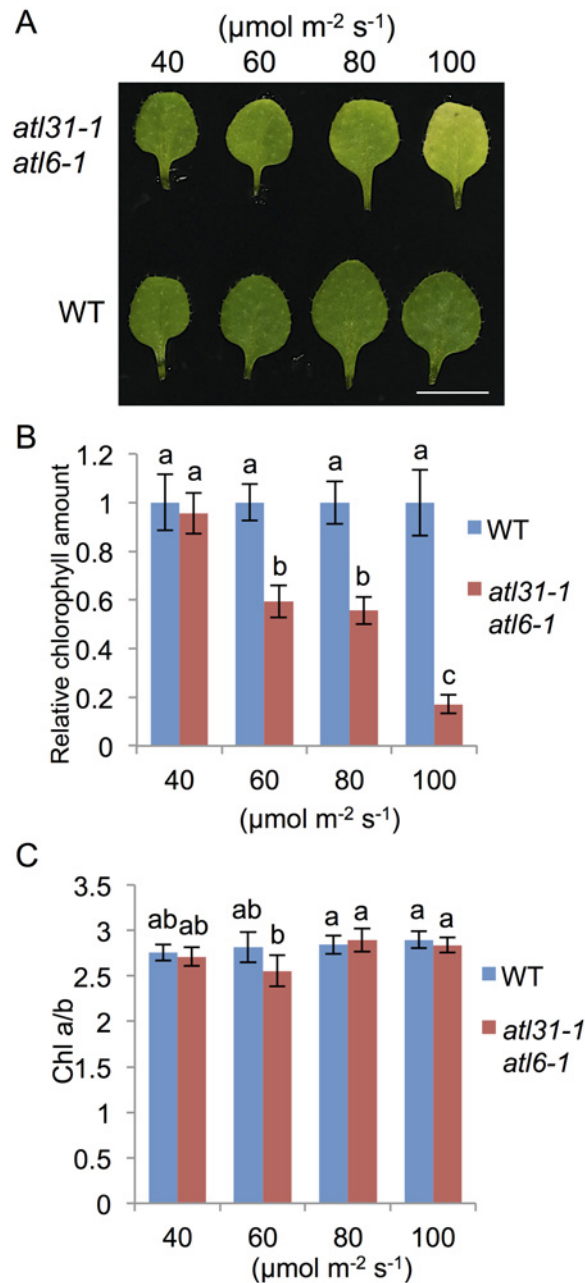 A
(µmol m-2 s-1)
40 60 80 100
atl31-1
atl6-1
WT
B
Relative chlorophyll amount
1.2
1
0.8
0.6
0.4
0.2
0
a a a b a b a c
WT
atl31-1
atl6-1
40 60 80 100
(µmol m-2 s-1)
C
Chl a/b
3.5
3
2.5
2
1.5
1
0.5
0
ab ab ab b a a a a
WT
atl31-1
atl6-1
40 60 80 100
(µmol m-2 s-1)